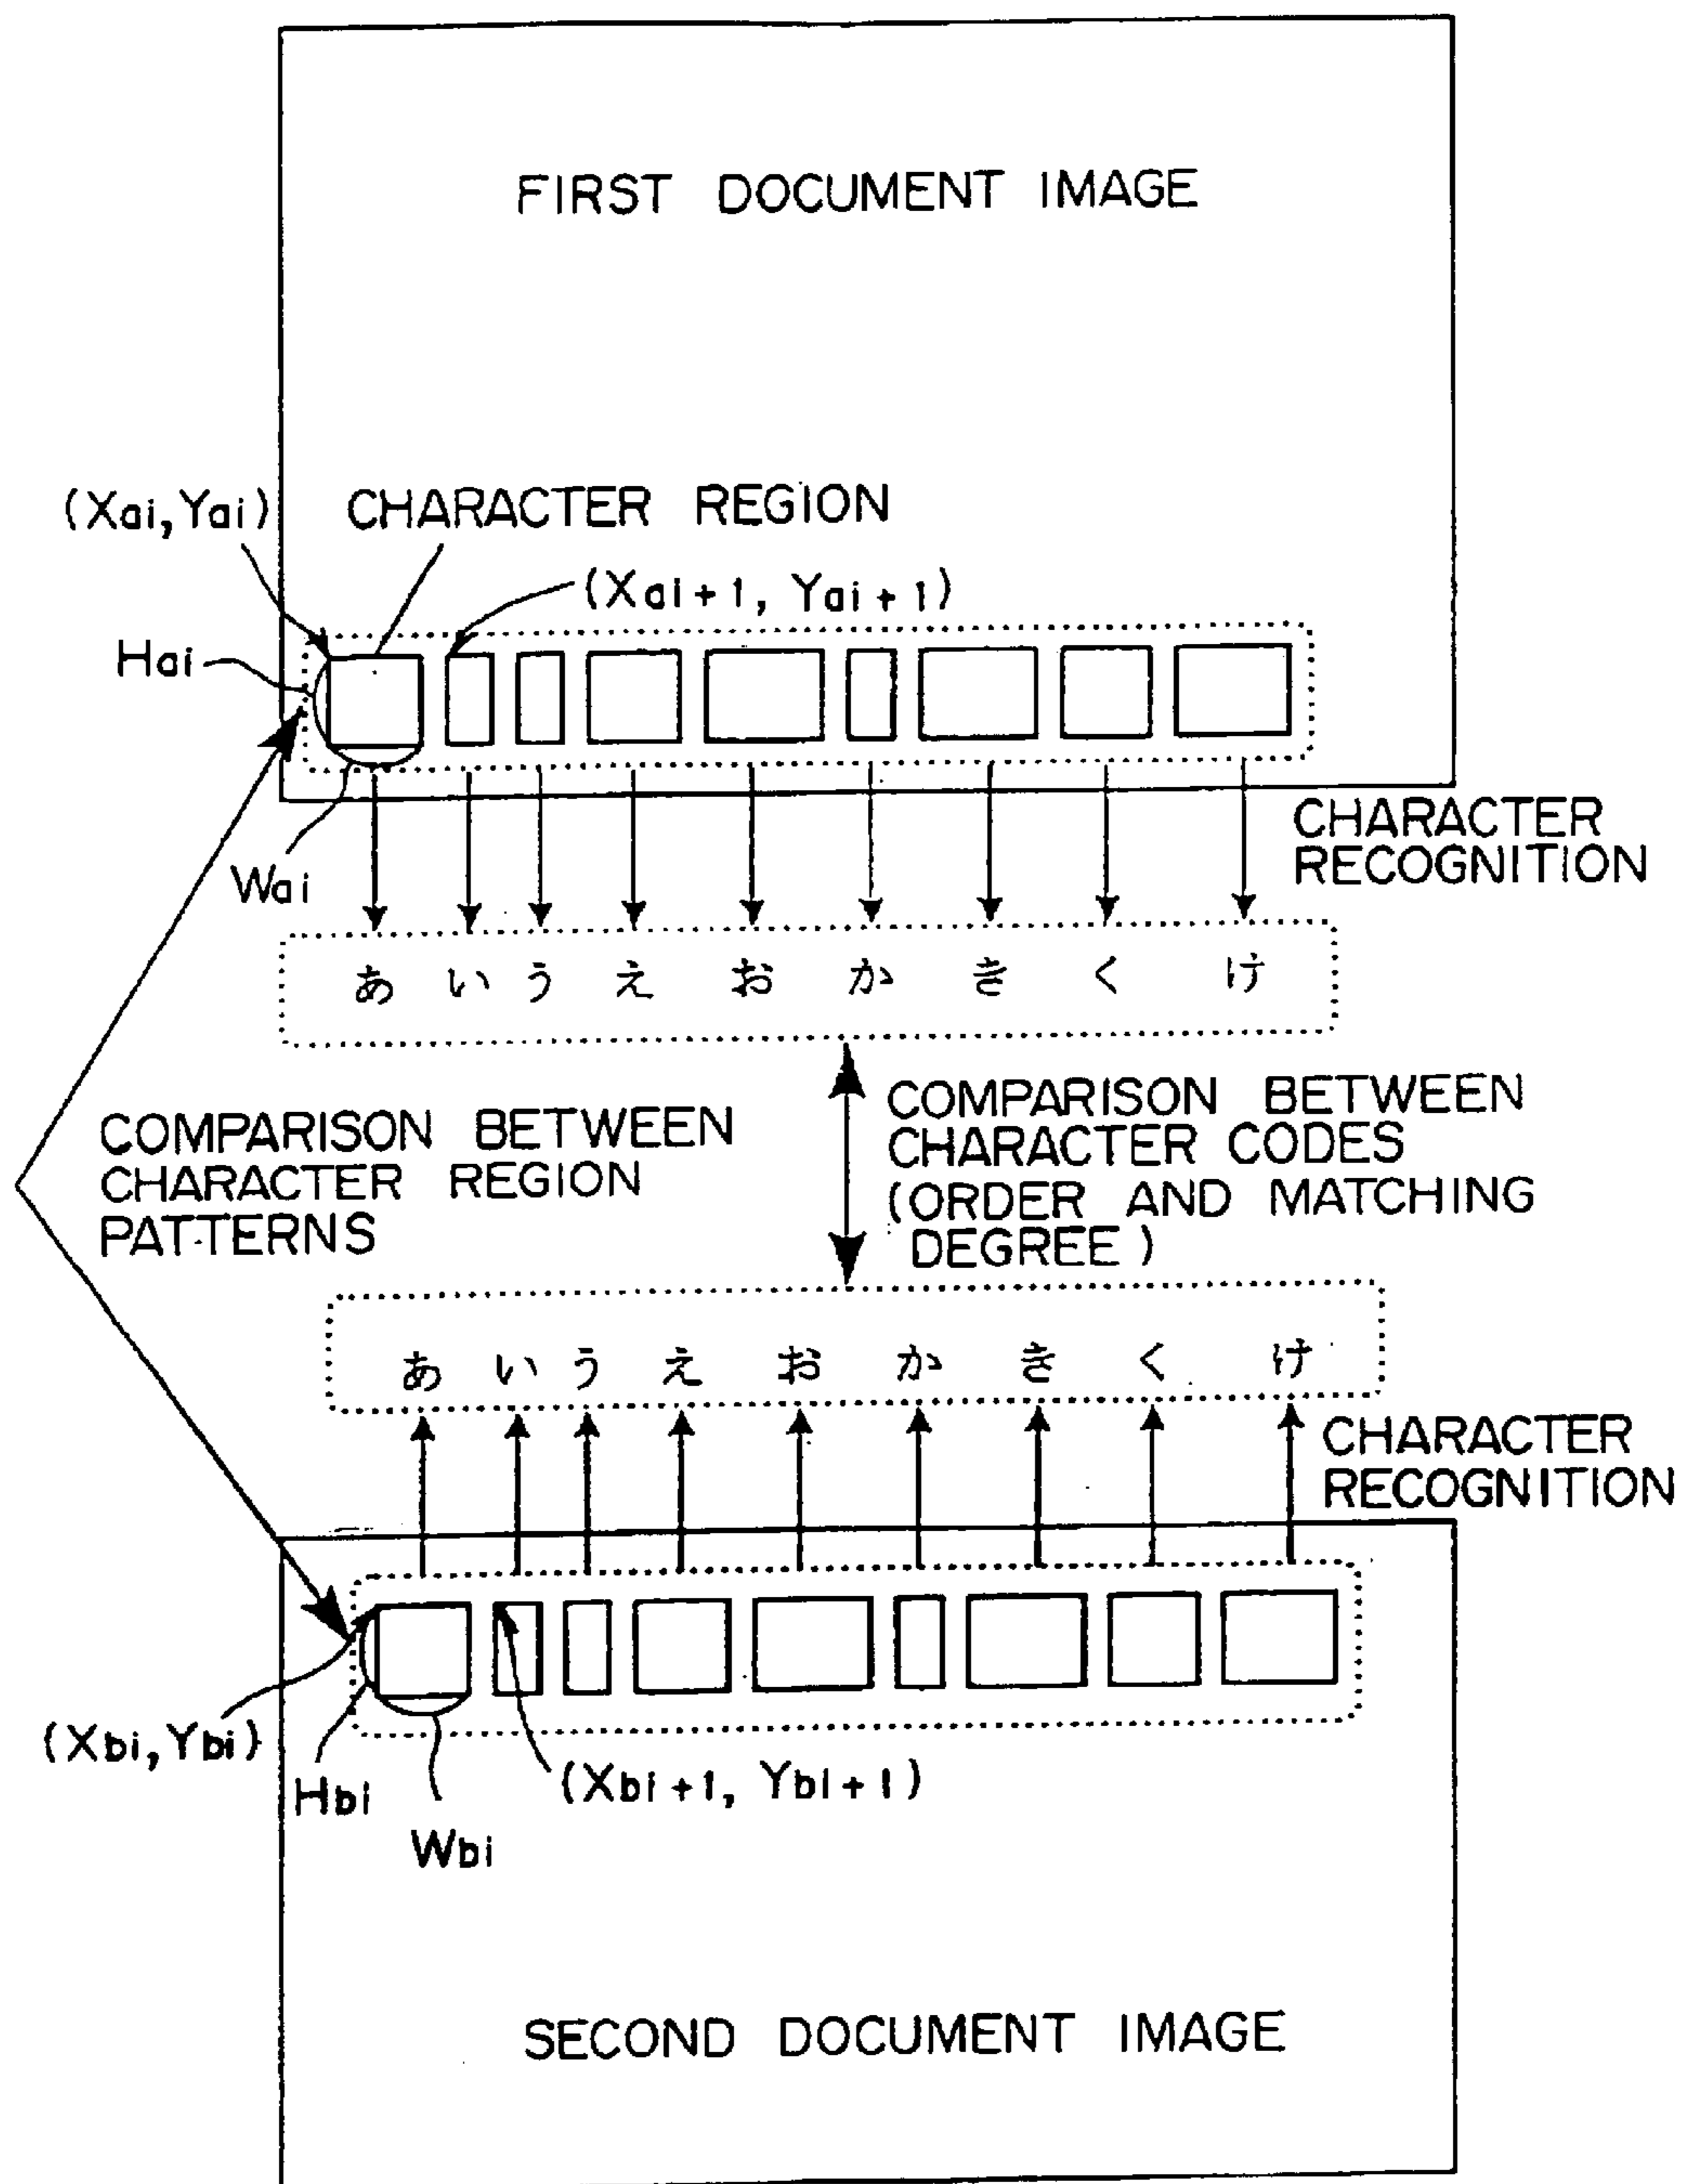 FIRST DOCUMENT IMAGE
(Xai, Yai)
CHARACTER REGION
(Xai+1, Yai+1)
Hai
Wai
CHARACTER
RECOGNITION
あ い う え お か き く け
COMPARISON BETWEEN
CHARACTER REGION
PATTERNS
COMPARISON BETWEEN
CHARACTER CODES
(ORDER AND MATCHING
DEGREE)
あ い う え お か き く け
CHARACTER
RECOGNITION
(Xbi, Ybi)
Hbi
Wbi
(Xbi+1, Ybi+1)
SECOND DOCUMENT IMAGE